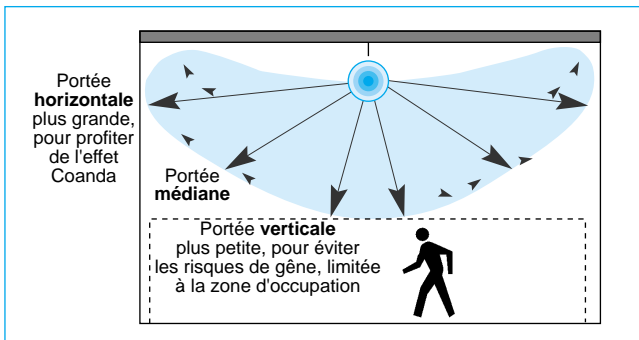 Portée
horizontale
plus grande,
pour profiter
de l'effet
Coanda
Portée
médiane
Portée verticale
plus petite, pour éviter
les risques de gêne, limitée
à la zone d'occupation